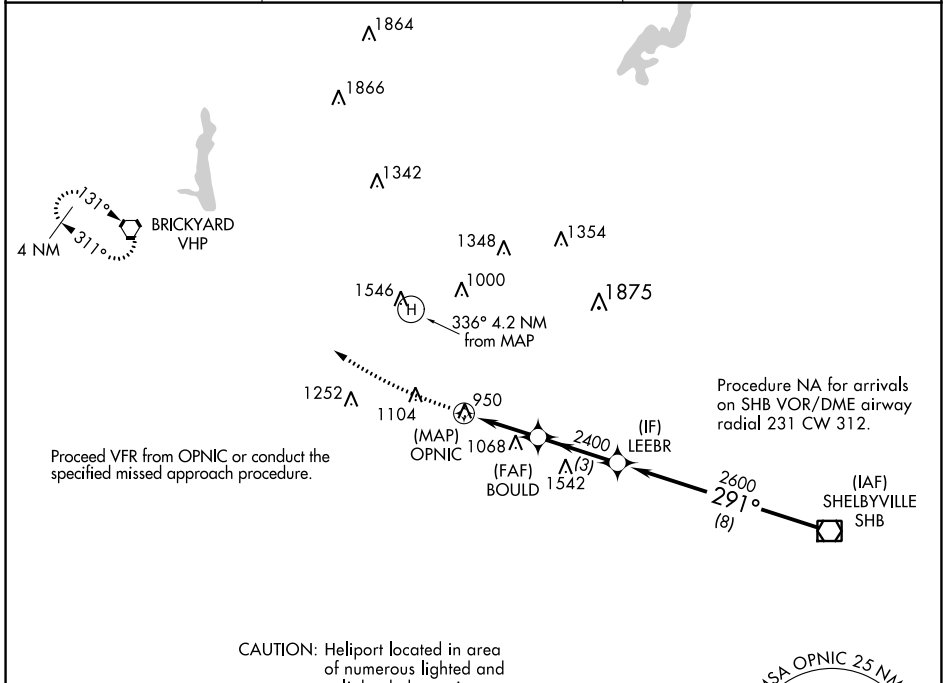 1864
1866
1342
131°
BRICKYARD
VHP
311°
4 NM
1348
1354
1000
1546
1875
H
336° 4.2 NM
from MAP
Procedure NA for arrivals
on SHB VOR/DME airway
radial 231 CW 312.
1252
1104
950
(MAP)
OPNIC
1068
2400
(3)
(IF)
LEEBR
(FAF)
BOULD
1542
2600
291°
(8)
(IAF)
SHELBYVILLE
SHB
Proceed VFR from OPNIC or conduct the
specified missed approach procedure.
CAUTION: Heliport located in area
of numerous lighted and
MSA OPNIC 25 NM